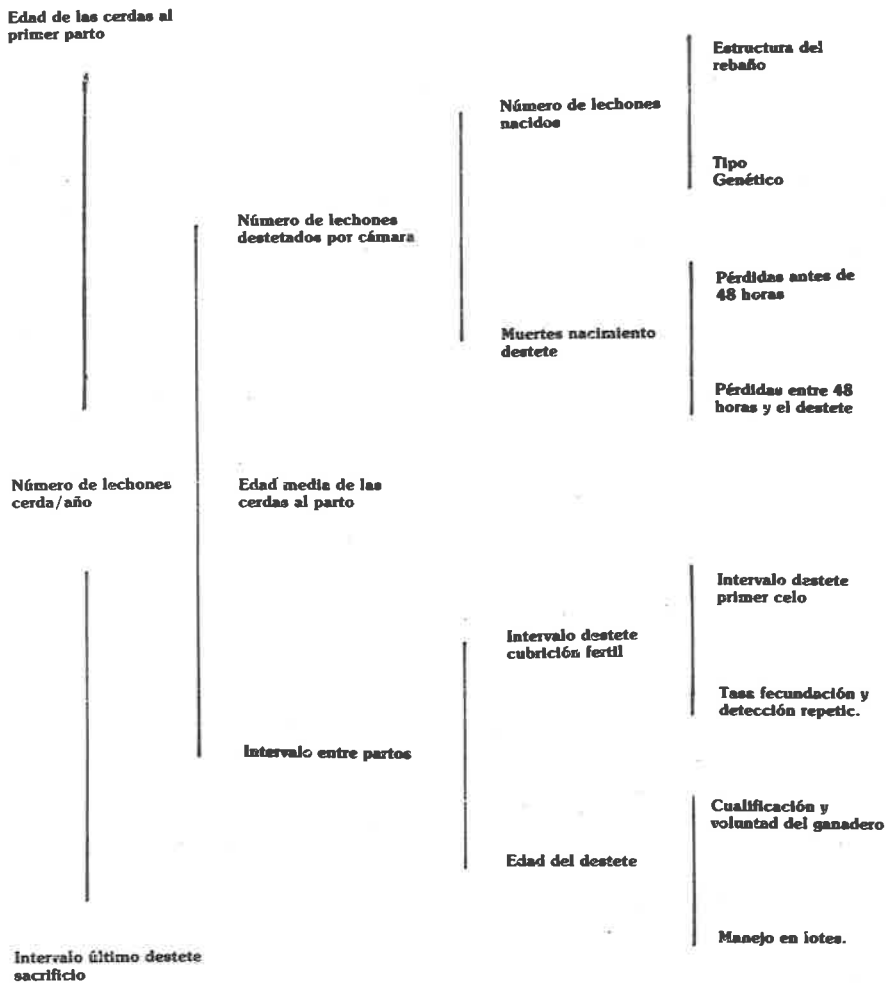 Edad de las cerdas al
primer parto
Estructura del
rebaño
Número de lechones
nacidos
Tipo
Genético
Número de lechones
destetados por cámara
Pérdidas antes de
48 horas
Muertes nacimiento
destete
Pérdidas entre 48
horas y el destete
Número de lechones
cerda/año
Edad media de las
cerdas al parto
Intervalo destete
primer celo
Intervalo destete
cubrición fertil
Tasa fecundación y
detección repetic.
Intervalo entre partos
Cualificación y
voluntad del ganadero
Edad del destete
Manejo en lotes.
Intervalo último destete
sacrificio